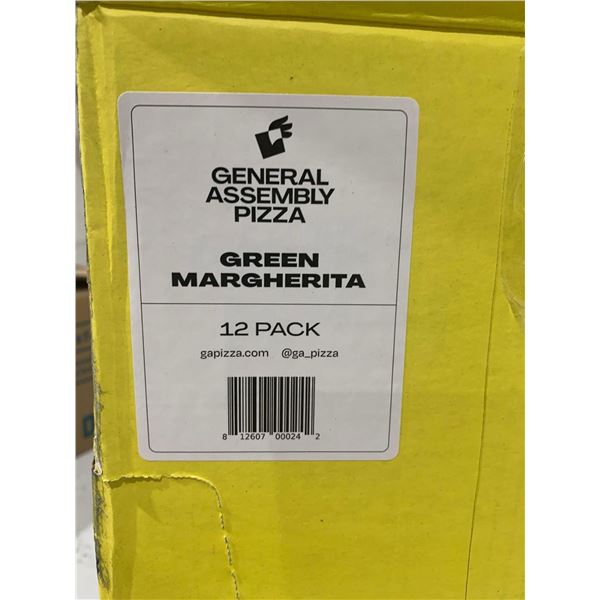 GENERAL
ASSEMBLY
PIZZA
GREEN
MARGHERITA
12 PACK
gapizza.com @ga_pizza
8 12607 00024 2